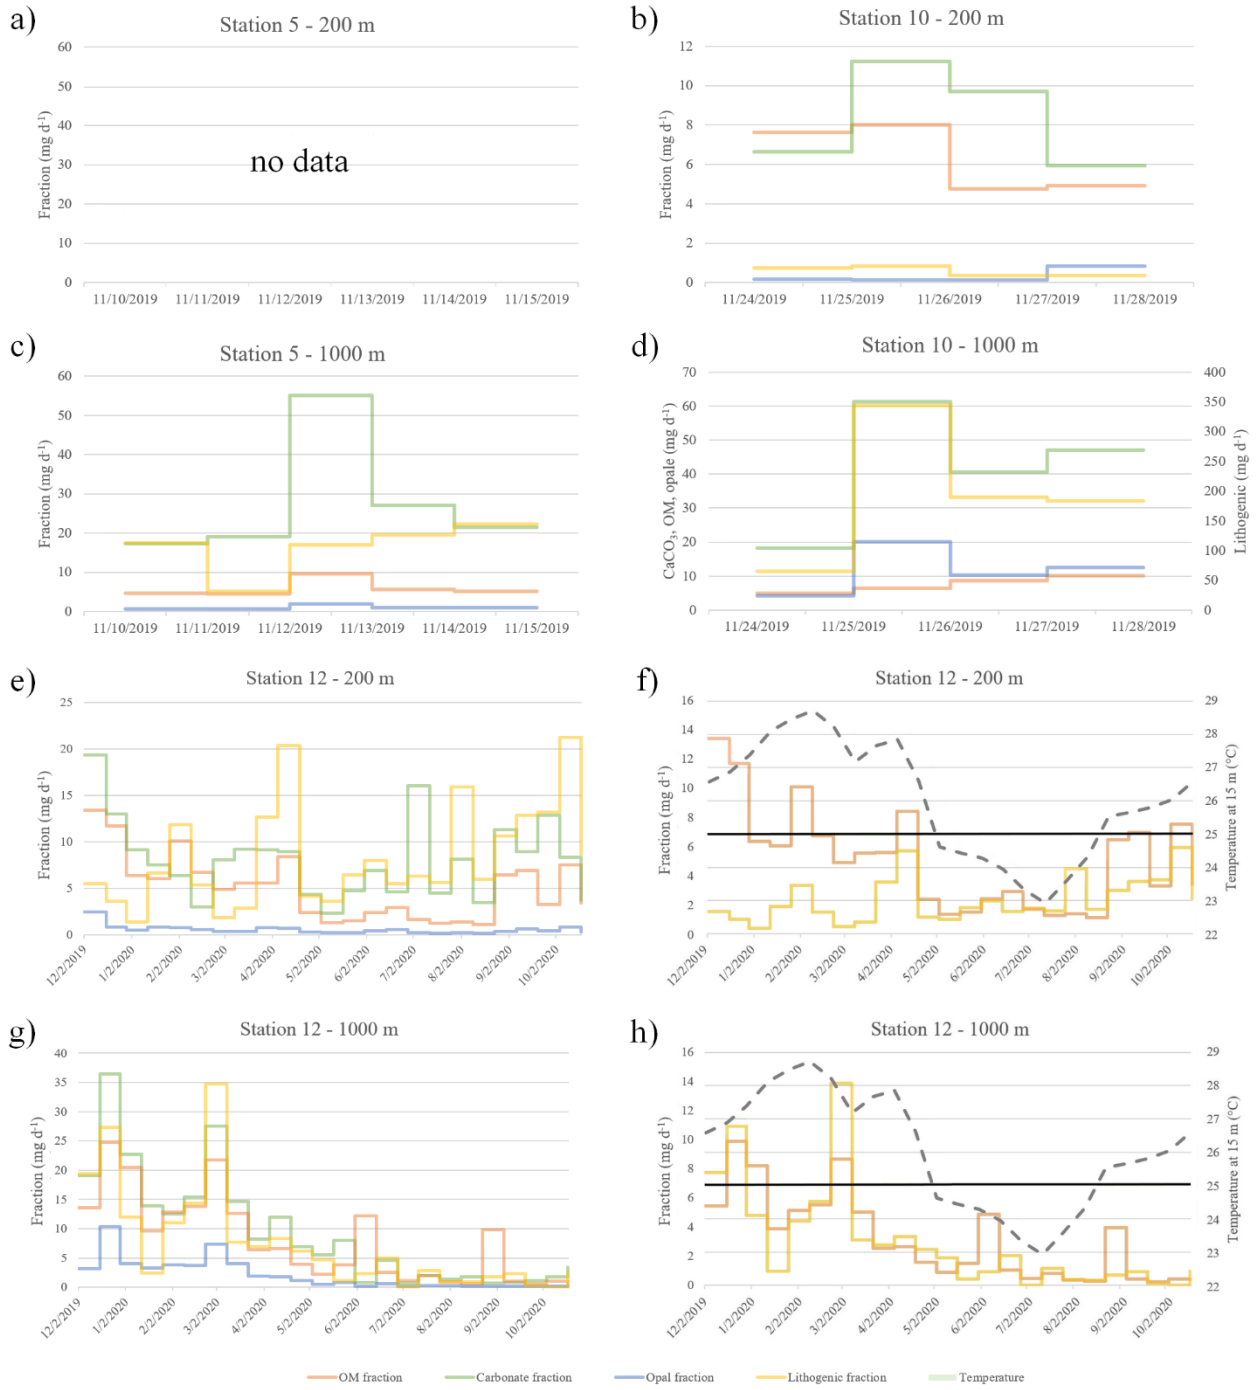 a)
Station 5 - 200 m
60
50
40
30
20
10
0
Fraction (mg d⁻¹)
no data
11/10/2019 11/11/2019 11/12/2019 11/13/2019 11/14/2019 11/15/2019
b)
Station 10 - 200 m
12
10
8
6
4
2
0
Fraction (mg d⁻¹)
11/24/2019 11/25/2019 11/26/2019 11/27/2019 11/28/2019
c)
Station 5 - 1000 m
60
50
40
30
20
10
0
Fraction (mg d⁻¹)
11/10/2019 11/11/2019 11/12/2019 11/13/2019 11/14/2019 11/15/2019
d)
Station 10 - 1000 m
70
60
50
40
30
20
10
0
CaCO₃, OM, opale (mg d⁻¹)
400
350
300
250
200
150
100
50
0
Lithogenic (mg d⁻¹)
11/24/2019 11/25/2019 11/26/2019 11/27/2019 11/28/2019
e)
Station 12 - 200 m
25
20
15
10
5
0
Fraction (mg d⁻¹)
12/2/2019 1/2/2020 2/2/2020 3/2/2020 4/2/2020 5/2/2020 6/2/2020 7/2/2020 8/2/2020 9/2/2020 10/2/2020
f)
Station 12 - 200 m
16
14
12
10
8
6
4
2
0
Fraction (mg d⁻¹)
29
28
27
26
25
24
23
22
Temperature at 15 m (°C)
12/2/2019 1/2/2020 2/2/2020 3/2/2020 4/2/2020 5/2/2020 6/2/2020 7/2/2020 8/2/2020 9/2/2020 10/2/2020
g)
Station 12 - 1000 m
40
35
30
25
20
15
10
5
0
Fraction (mg d⁻¹)
12/2/2019 1/2/2020 2/2/2020 3/2/2020 4/2/2020 5/2/2020 6/2/2020 7/2/2020 8/2/2020 9/2/2020 10/2/2020
h)
Station 12 - 1000 m
16
14
12
10
8
6
4
2
0
Fraction (mg d⁻¹)
29
28
27
26
25
24
23
22
Temperature at 15 m (°C)
12/2/2019 1/2/2020 2/2/2020 3/2/2020 4/2/2020 5/2/2020 6/2/2020 7/2/2020 8/2/2020 9/2/2020 10/2/2020
OM fraction Carbonate fraction Opal fraction Lithogenic fraction Temperature